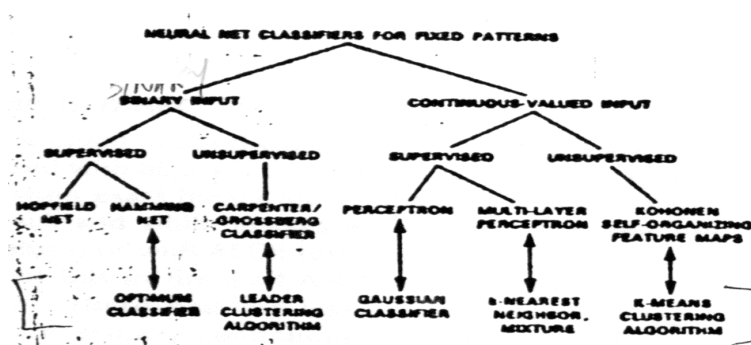 NEURAL NET CLASSIFIERS FOR FIXED PATTERNS
BINARY INPUT
CONTINUOUS-VALUED INPUT
SUPERVISED
UNSUPERVISED
SUPERVISED
UNSUPERVISED
HOPFIELD
NET
HAMMING
NET
CARPENTER/
GROSSBERG
CLASSIFIER
PERCEPTRON
MULTI-LAYER
PERCEPTRON
KOHONEN
SELF-ORGANIZING
FEATURE MAPS
OPTIMUM
CLASSIFIER
LEADER
CLUSTERING
ALGORITHM
GAUSSIAN
CLASSIFIER
k-NEAREST
NEIGHBOR,
MIXTURE
K-MEANS
CLUSTERING
ALGORITHM